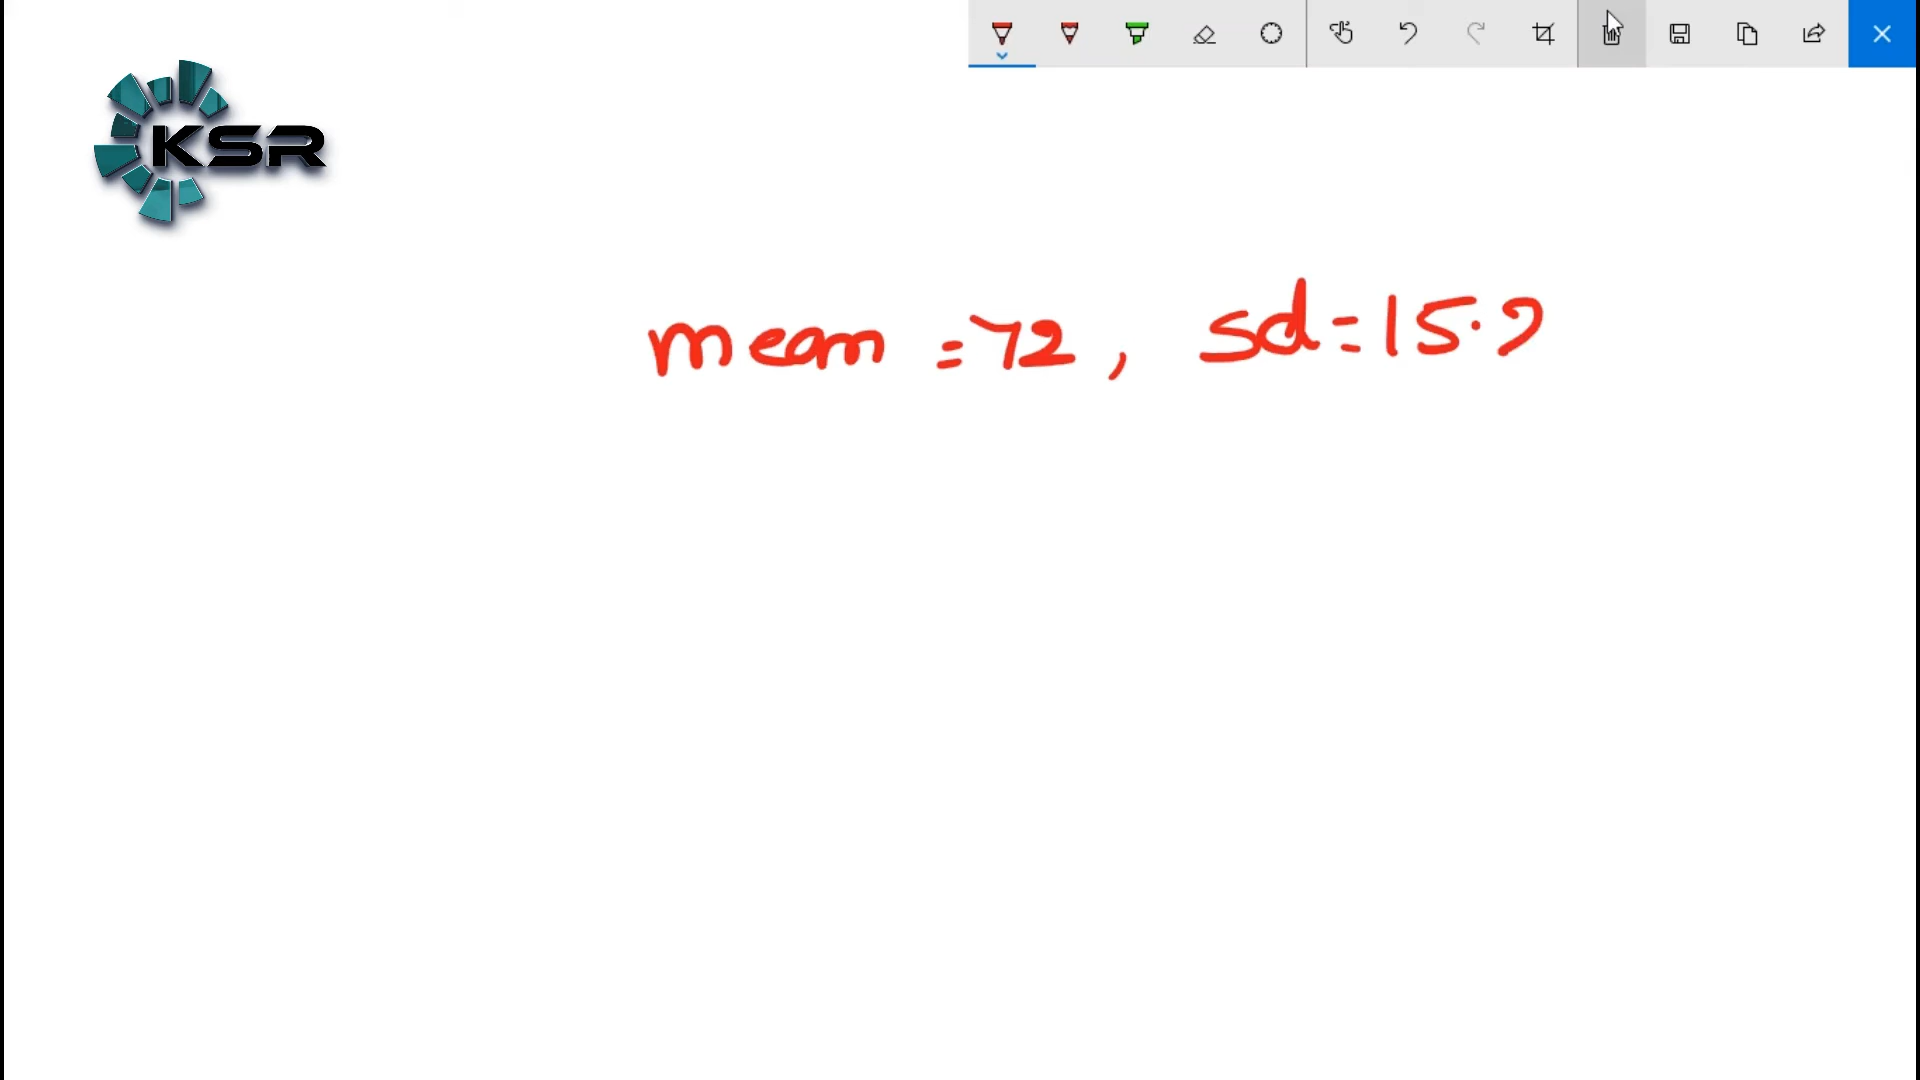 KSR
mean = 72, sd = 15.9